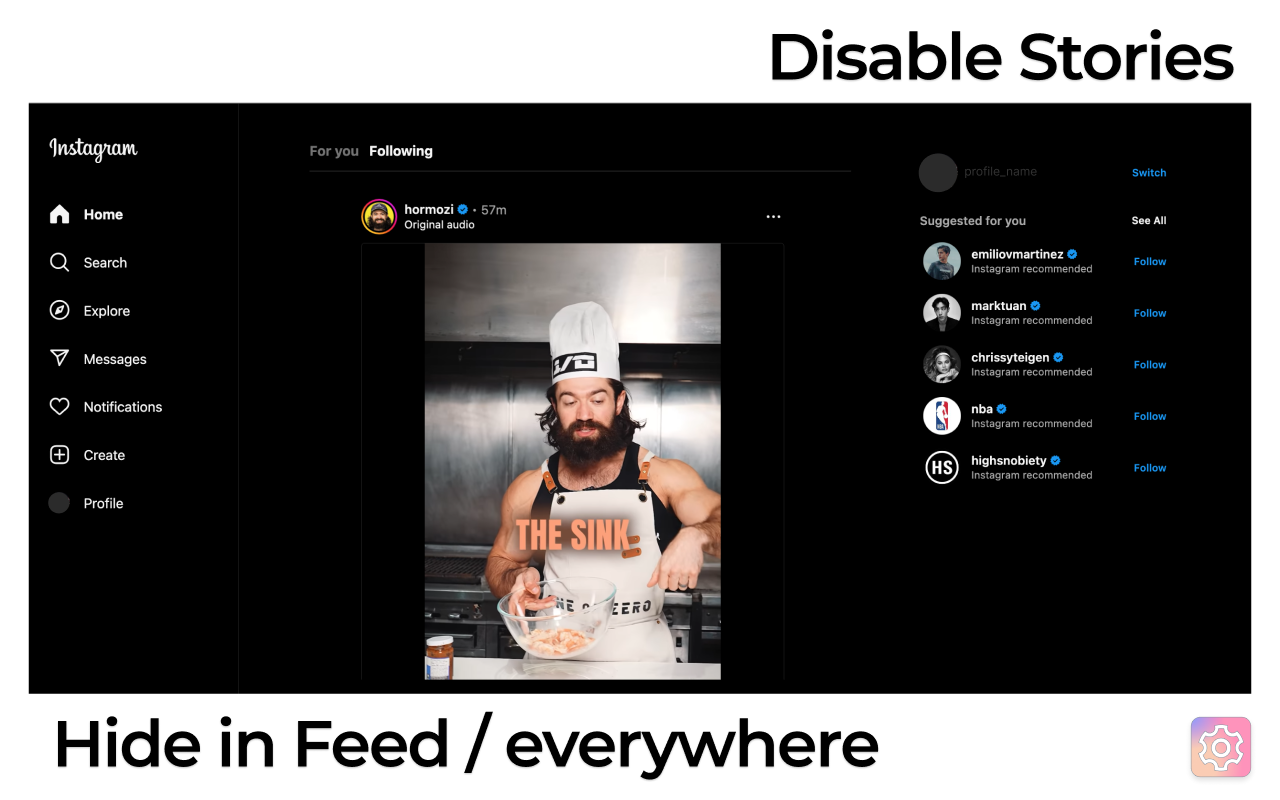 Disable Stories
Instagram
Home
Search
Explore
Messages
Notifications
Create
Profile
For you Following
hormozi • 57m
Original audio
THE SINK
profile_name Switch
Suggested for you See All
emiliovmartinez
Instagram recommended
Follow
marktuan
Instagram recommended
Follow
chrissyteigen
Instagram recommended
Follow
nba
Instagram recommended
Follow
HS
highsnobiety
Instagram recommended
Follow
Hide in Feed / everywhere